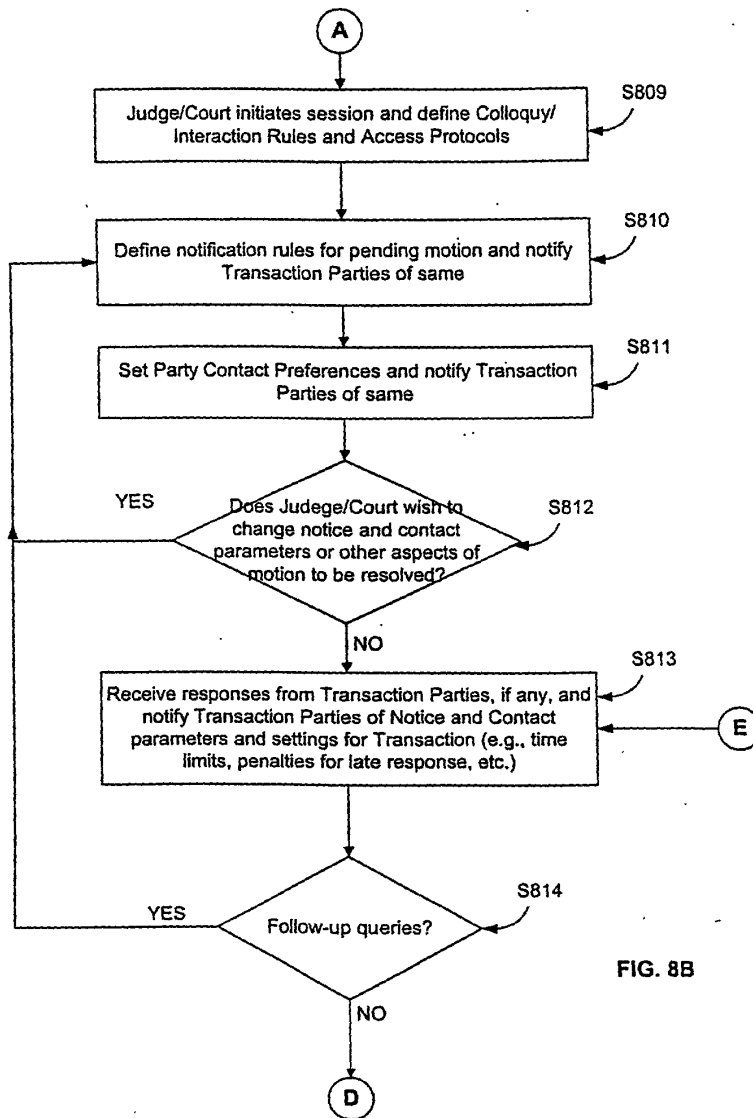 A
Judge/Court initiates session and define Colloquy/
Interaction Rules and Access Protocols
S809
Define notification rules for pending motion and notify
Transaction Parties of same
S810
Set Party Contact Preferences and notify Transaction
Parties of same
S811
YES
Does Judege/Court wish to
change notice and contact
parameters or other aspects of
motion to be resolved?
S812
NO
S813
Receive responses from Transaction Parties, if any, and
notify Transaction Parties of Notice and Contact
parameters and settings for Transaction (e.g., time
limits, penalties for late response, etc.)
E
S814
YES
Follow-up queries?
FIG. 8B
NO
D